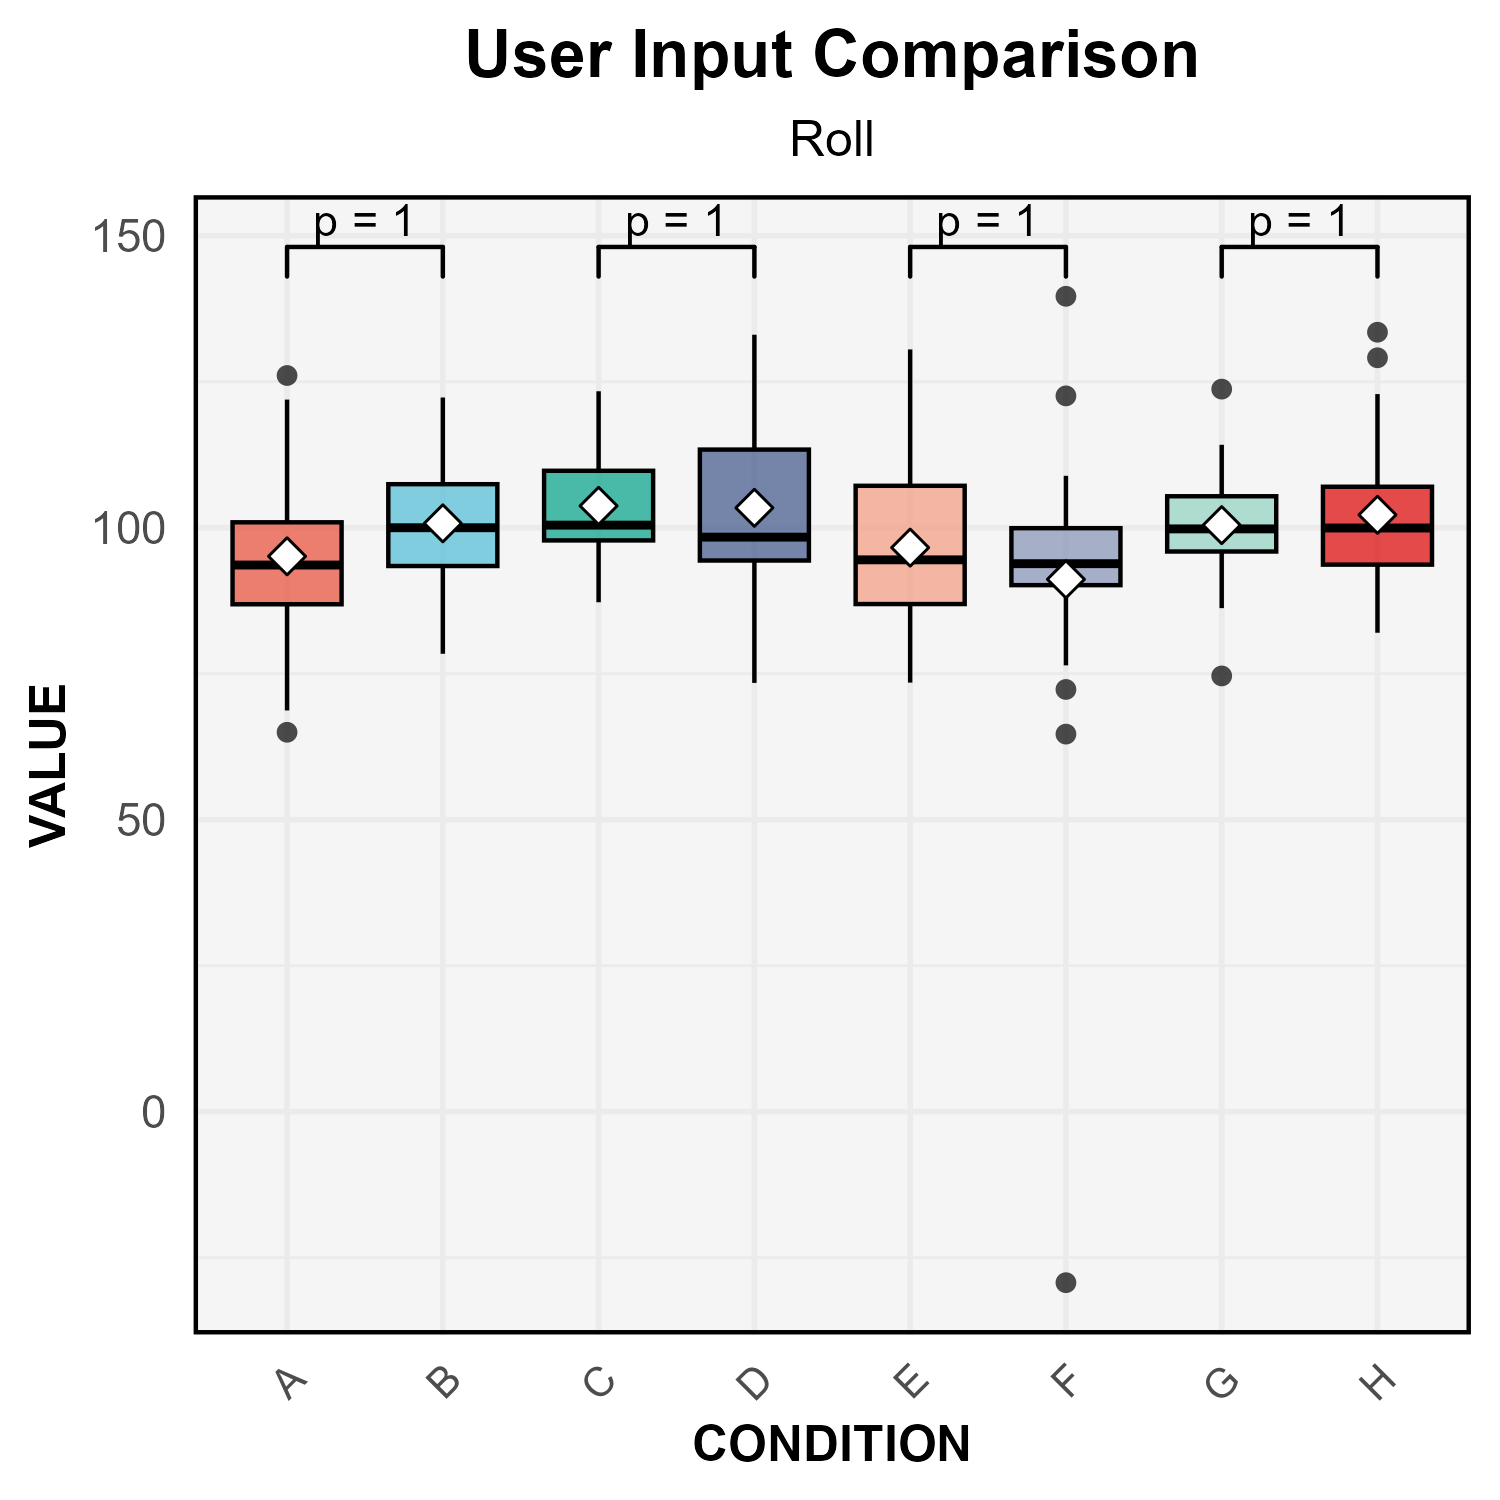 User Input Comparison
Roll
p = 1 p = 1 p = 1 p = 1
150
100
50
0
VALUE
A B C D E F G H
CONDITION